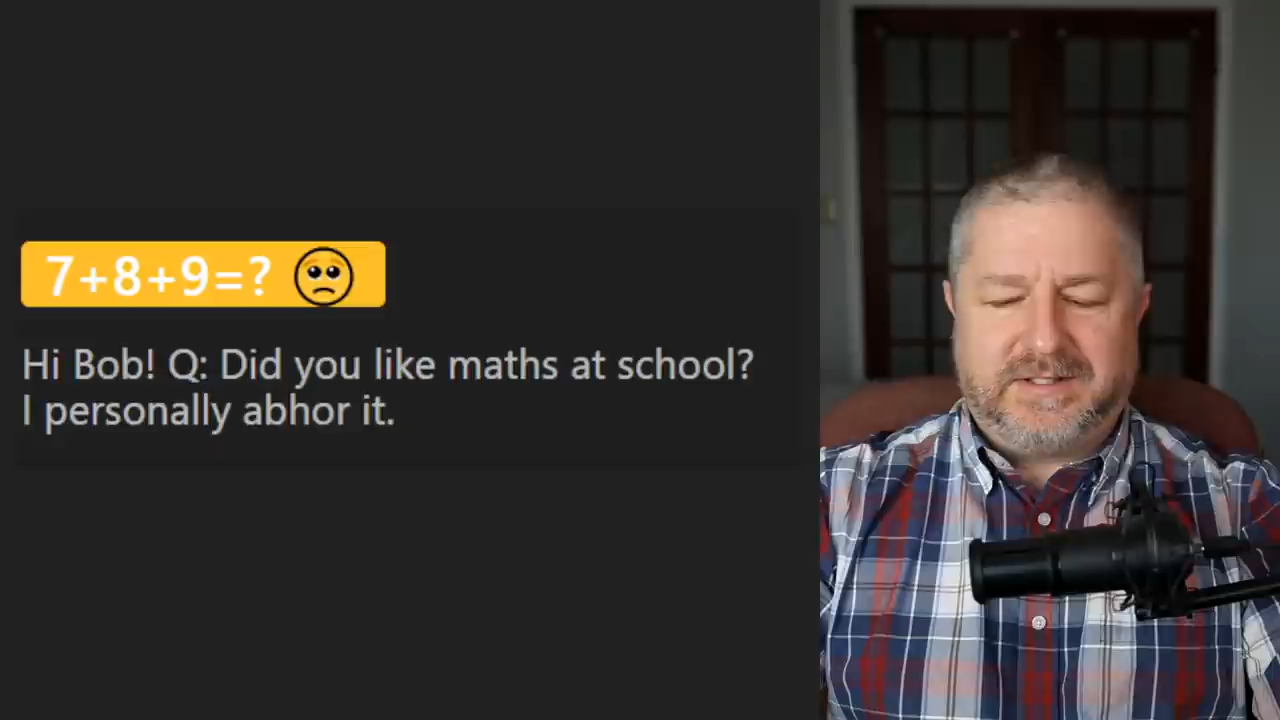 7+8+9=? 🥺
Hi Bob! Q: Did you like maths at school?
I personally abhor it.